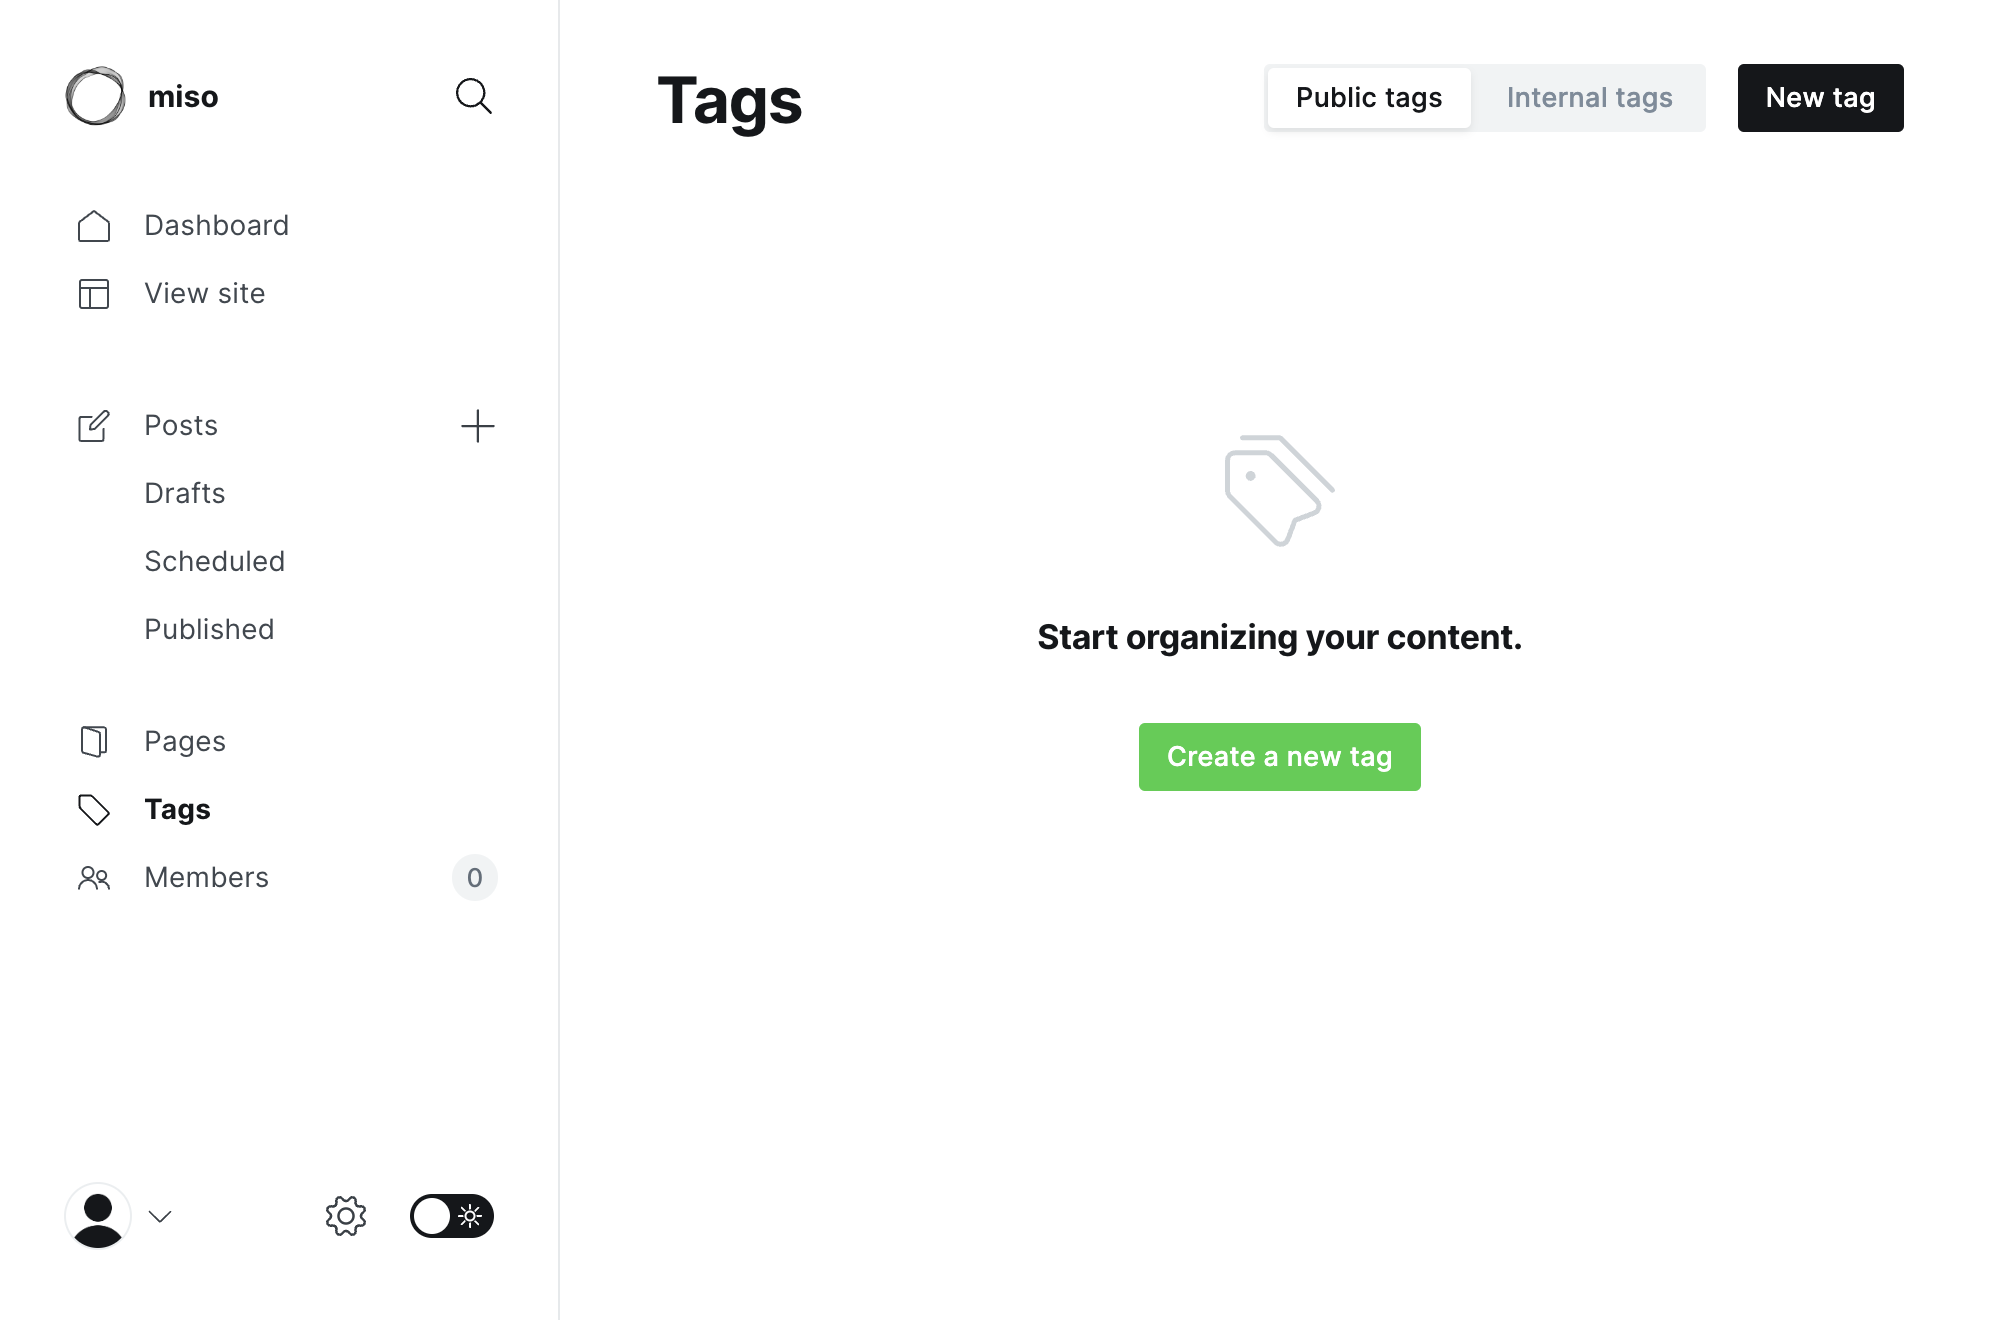 miso
Dashboard
View site
Posts
Drafts
Scheduled
Published
Pages
Tags
Members 0
Tags
Public tags Internal tags New tag
Start organizing your content.
Create a new tag